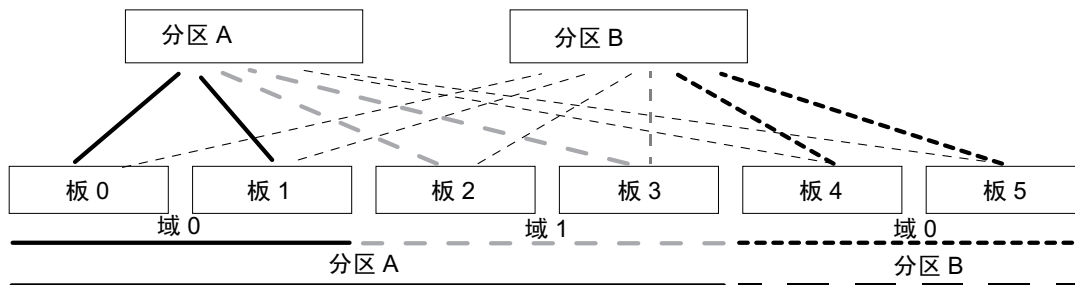 分区 A
分区 B
板 0
板 1
板 2
板 3
板 4
板 5
域 0
域 1
域 0
分区 A
分区 B